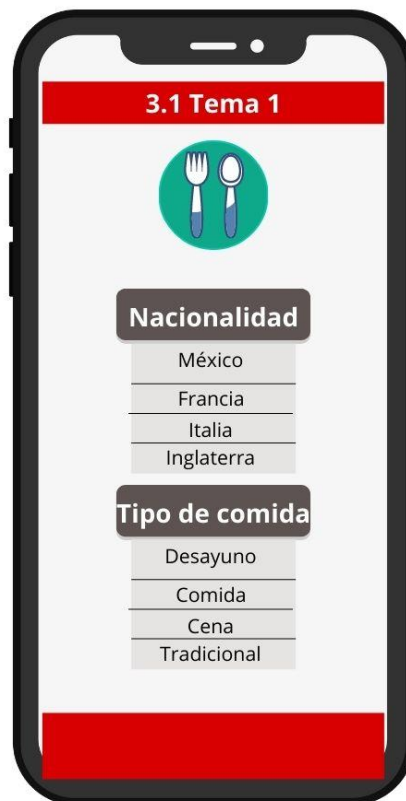 3.1 Tema 1
Nacionalidad
México
Francia
Italia
Inglaterra
Tipo de comida
Desayuno
Comida
Cena
Tradicional